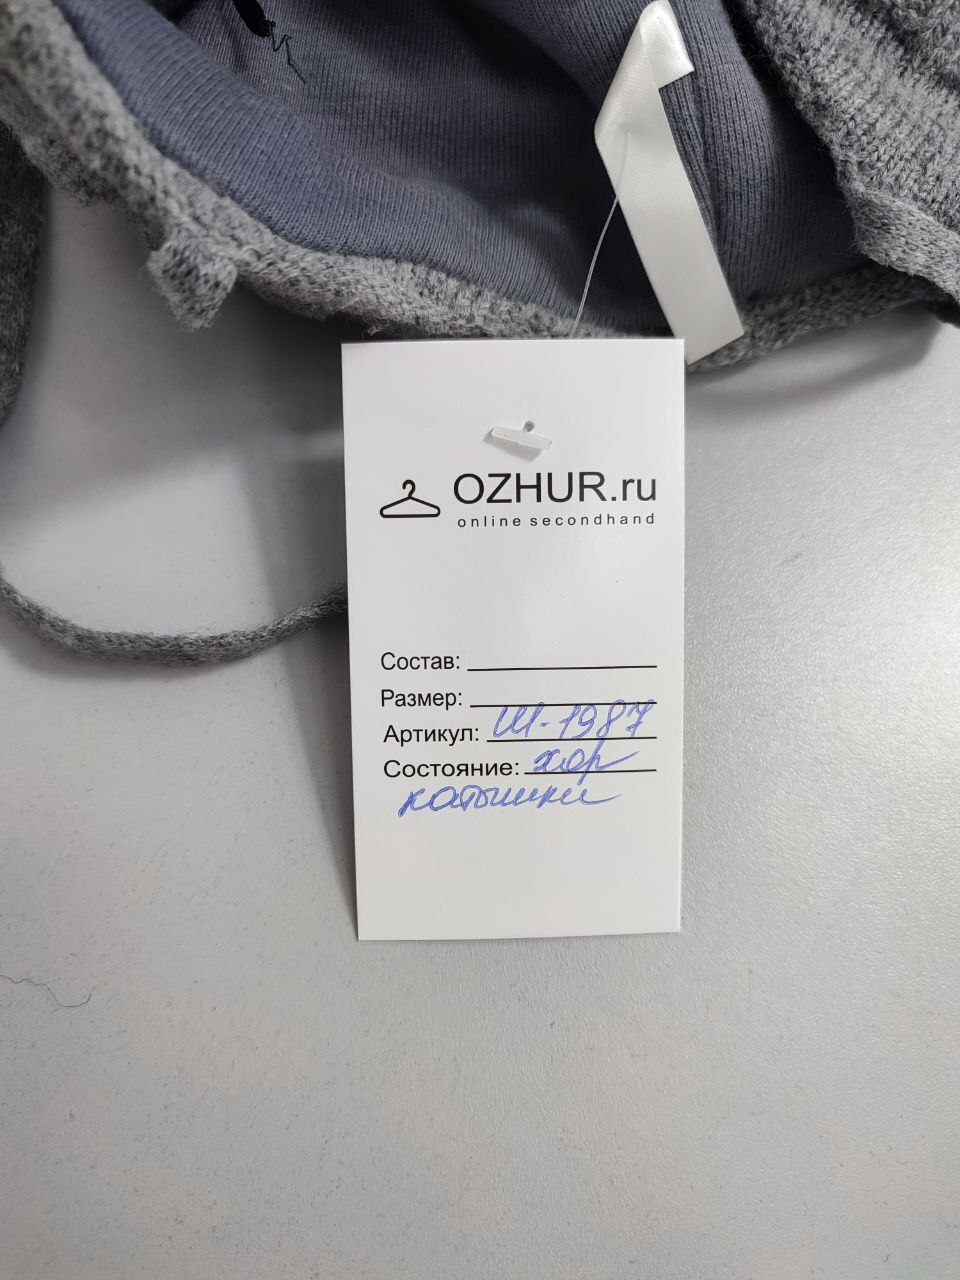 OZHUR.ru
online secondhand
Состав:
Размер:
Артикул: Ш-1987
Состояние: хор
катышки